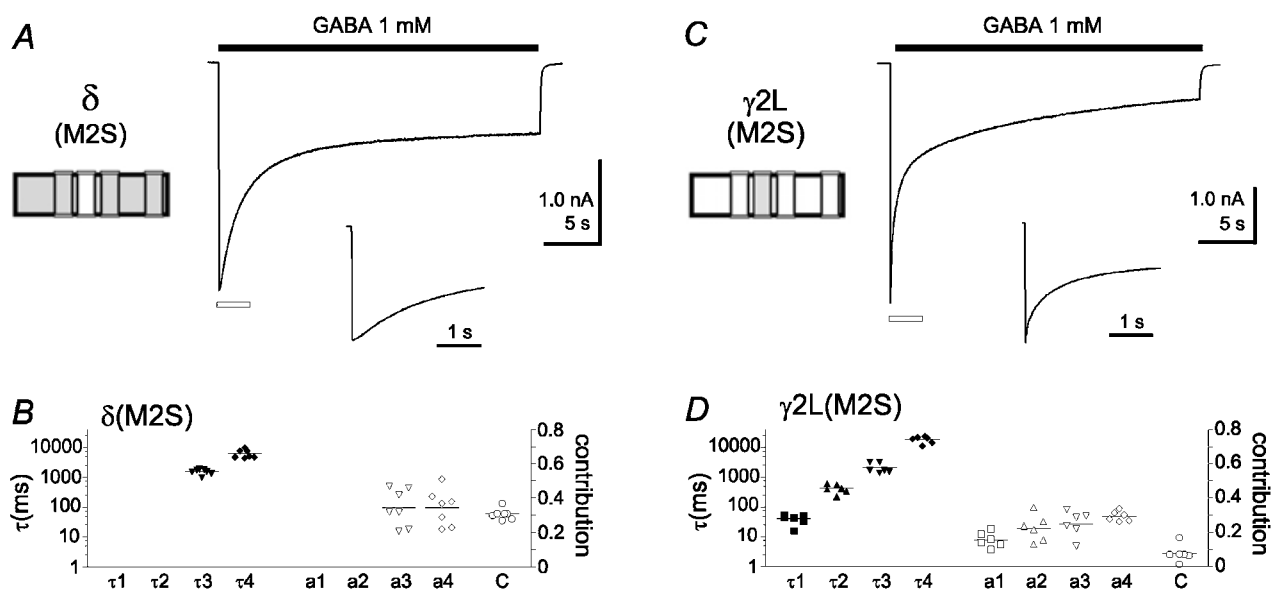 A
GABA 1 mM
δ
(M2S)
1.0 nA
5 s
1 s
C
GABA 1 mM
γ2L
(M2S)
1.0 nA
5 s
1 s
B
δ(M2S)
τ(ms)
10000
1000
100
10
1
0.8
0.6
0.4
0.2
0
contribution
τ1 τ2 τ3 τ4 a1 a2 a3 a4 C
D
γ2L(M2S)
τ(ms)
10000
1000
100
10
1
0.8
0.6
0.4
0.2
0
contribution
τ1 τ2 τ3 τ4 a1 a2 a3 a4 C